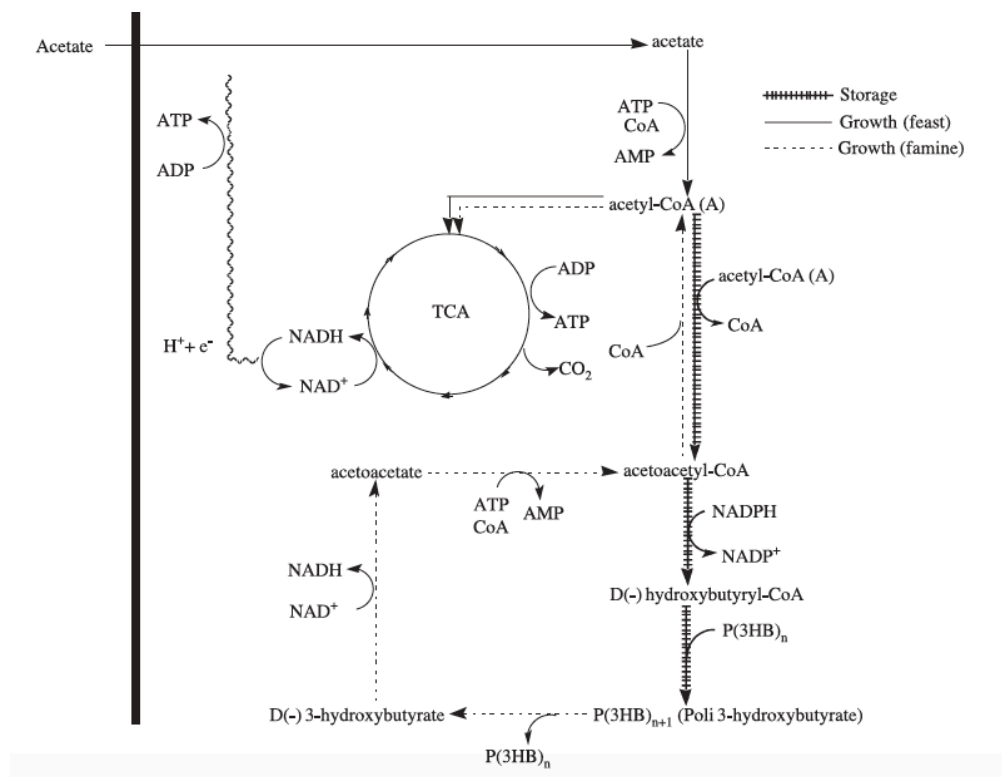 Acetate
acetate
ATP
CoA
AMP
Storage
Growth (feast)
Growth (famine)
ATP
ADP
acetyl-CoA (A)
TCA
ADP
ATP
CO₂
acetyl-CoA (A)
CoA
CoA
H⁺ + e⁻
NADH
NAD⁺
acetoacetate
acetoacetyl-CoA
ATP
CoA
AMP
NADPH
NADP⁺
NADH
NAD⁺
D(-) hydroxybutyryl-CoA
P(3HB)ₙ
D(-) 3-hydroxybutyrate
P(3HB)ₙ₊₁ (Poli 3-hydroxybutyrate)
P(3HB)ₙ